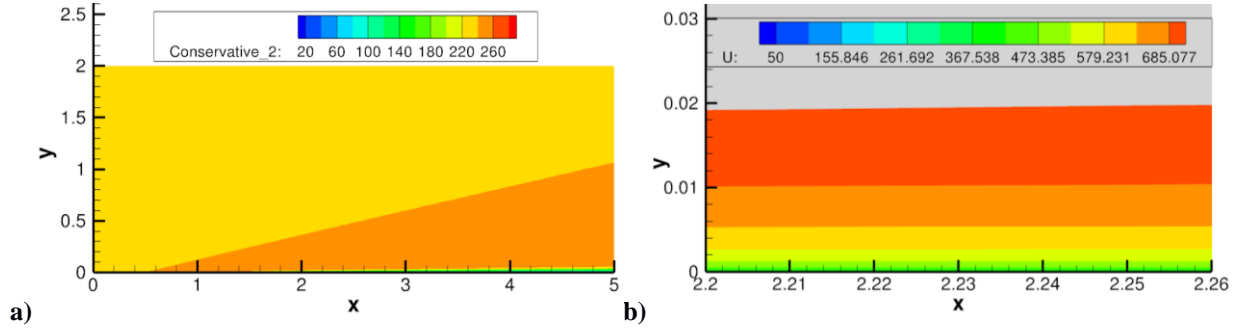 2.5
Conservative_2: 20 60 100 140 180 220 260
2
1.5
y
1
0.5
0
0 1 2 3 4 5
x
a)
0.03
U: 50 155.846 261.692 367.538 473.385 579.231 685.077
0.02
y
0.01
0
2.2 2.21 2.22 2.23 2.24 2.25 2.26
x
b)